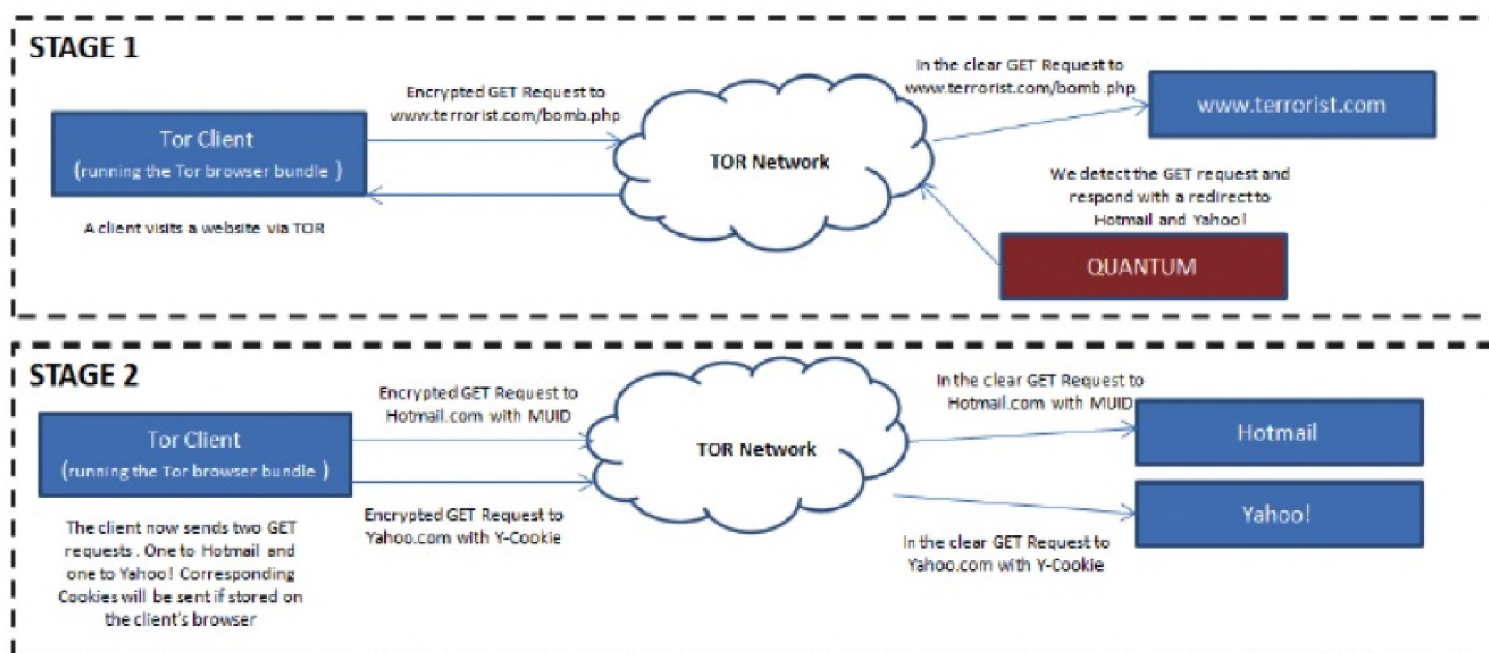 STAGE 1
Tor Client
(running the Tor browser bundle )
A client visits a website via TOR
Encrypted GET Request to
www.terrorist.com/bomb.php
TOR Network
In the clear GET Request to
www.terrorist.com/bomb.php
www.terrorist.com
We detect the GET request and
respond with a redirect to
Hotmail and Yahoo!
QUANTUM
STAGE 2
Tor Client
(running the Tor browser bundle )
The client now sends two GET
requests. One to Hotmail and
one to Yahoo! Corresponding
Cookies will be sent if stored on
the client's browser
Encrypted GET Request to
Hotmail.com with MUID
Encrypted GET Request to
Yahoo.com with Y-Cookie
TOR Network
In the clear GET Request to
Hotmail.com with MUID
Hotmail
Yahoo!
In the clear GET Request to
Yahoo.com with Y-Cookie